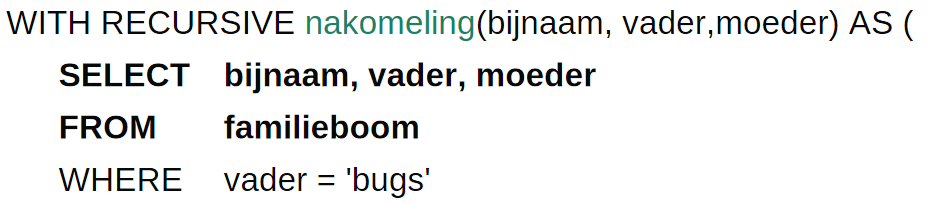 WITH RECURSIVE nakomeling(bijnaam, vader,moeder) AS (
SELECT bijnaam, vader, moeder
FROM familieboom
WHERE vader = 'bugs'